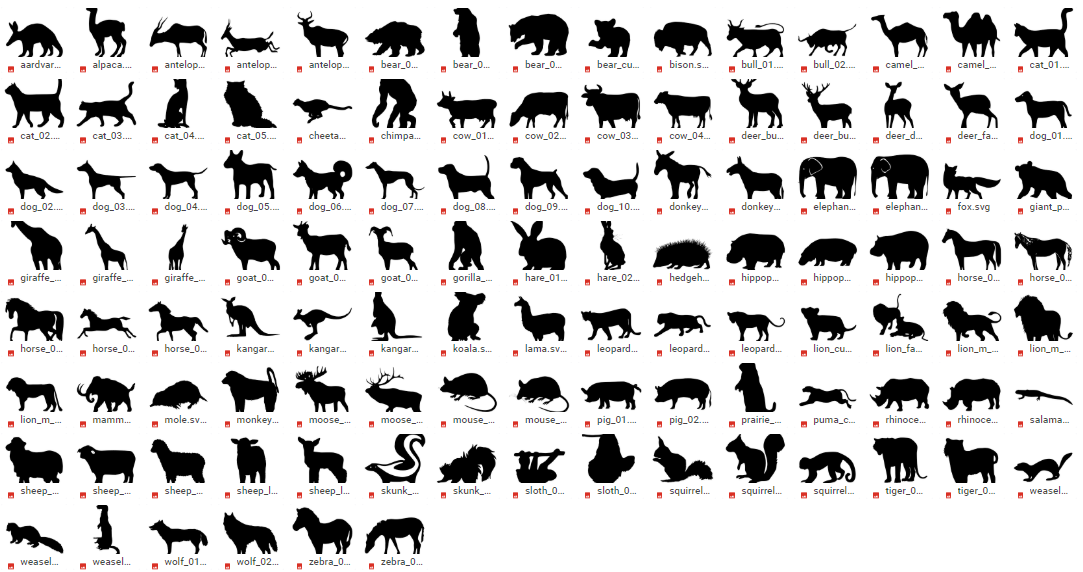 aardvar... alpaca.... antelop... antelop... antelop... bear_0... bear_0... bear_0... bear_cu... bison.s... bull_01.... bull_02.... camel_... camel_... cat_01....
cat_02.... cat_03.... cat_04.... cat_05.... cheeta... chimpa... cow_01... cow_02... cow_03... cow_04... deer_bu... deer_bu... deer_d... deer_fa... dog_01....
dog_02.... dog_03.... dog_04.... dog_05.... dog_06.... dog_07.... dog_08.... dog_09.... dog_10.... donkey... donkey... elephan... elephan... fox.svg giant_p...
giraffe_... giraffe_... giraffe_... goat_0... goat_0... goat_0... gorilla_... hare_01... hare_02... hedgeh... hippop... hippop... hippop... horse_0... horse_0...
horse_0... horse_0... horse_0... kangar... kangar... kangar... koala.s... lama.sv... leopard... leopard... leopard... lion_cu... lion_fa... lion_m_... lion_m_...
lion_m_... mamm... mole.sv... monkey... moose_... moose_... mouse_... mouse_... pig_01.... pig_02.... prairie_... puma_c... rhinoce... rhinoce... salama...
sheep_... sheep_... sheep_... sheep_l... sheep_l... skunk_... skunk_... sloth_0... sloth_0... squirrel... squirrel... squirrel... tiger_0... tiger_0... weasel...
weasel... weasel... wolf_01... wolf_02... zebra_0... zebra_0...